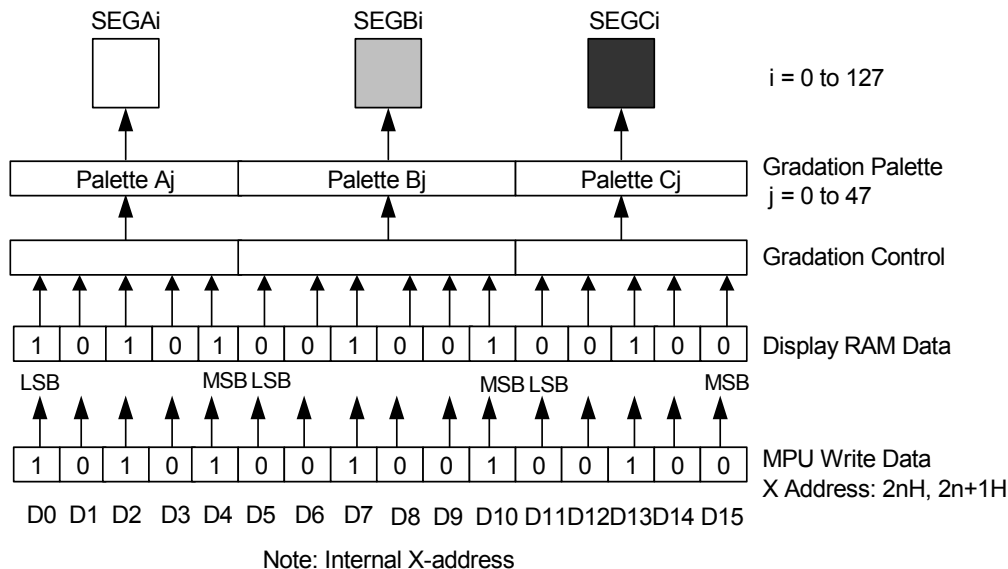 SEGAi SEGBi SEGCi
i = 0 to 127
Palette Aj Palette Bj Palette Cj Gradation Palette
j = 0 to 47
Gradation Control
1 0 1 0 1 0 0 1 0 0 1 0 0 1 0 0 Display RAM Data
LSB MSB LSB MSB LSB MSB
1 0 1 0 1 0 0 1 0 0 1 0 0 1 0 0 MPU Write Data
X Address: 2nH, 2n+1H
D0 D1 D2 D3 D4 D5 D6 D7 D8 D9 D10 D11 D12 D13 D14 D15
Note: Internal X-address